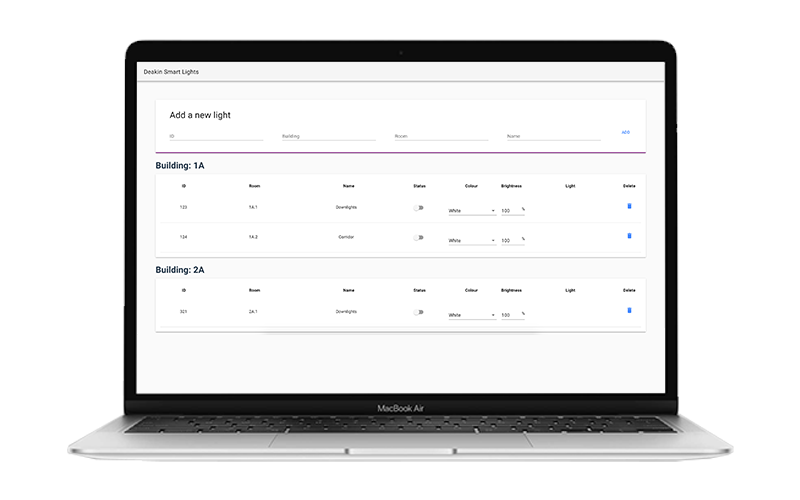 Deakin Smart Lights
Add a new light
ID Building Room Name ADD
Building: 1A
ID Room Name Status Colour Brightness Light Delete
123 1A.1 Downlights White 100 %
124 1A.2 Corridor White 100 %
Building: 2A
ID Room Name Status Colour Brightness Light Delete
321 2A.1 Downlights White 100 %
MacBook Air